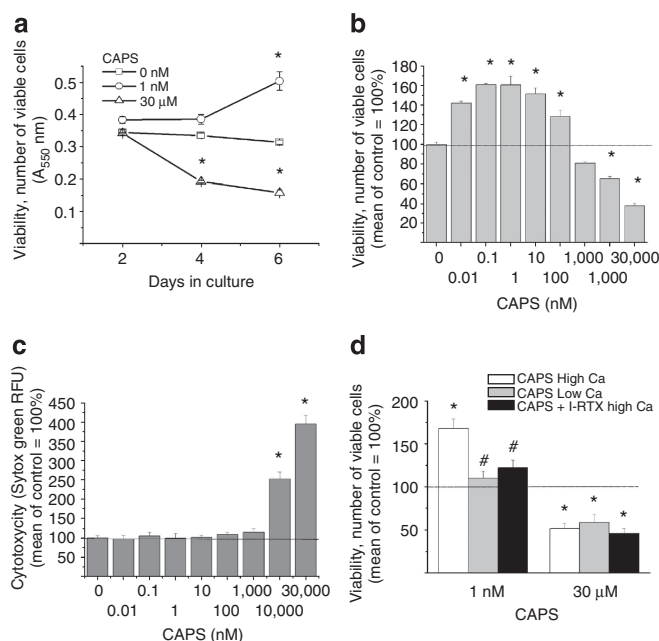 a
CAPS
0 nM
1 nM
30 μM
Viability, number of viable cells
(A550 nm)
0.5
0.4
0.3
0.2
0.1
*
*
*
2 4 6
Days in culture
b
Viability, number of viable cells
(mean of control = 100%)
180
160
140
120
100
80
60
40
20
* * * * * * *
0 0.1 10 1,000 30,000
0.01 1 100 1,000
CAPS (nM)
c
Cytotoxycity (Sytox green RFU)
(mean of control = 100%)
450
400
350
300
250
200
150
100
50
* *
0 0.1 10 1,000 30,000
0.01 1 100 10,000
CAPS (nM)
d
CAPS High Ca
CAPS Low Ca
CAPS + I-RTX high Ca
Viability, number of viable cells
(mean of control = 100%)
200
150
100
50
0
* # # * * *
1 nM 30 μM
CAPS